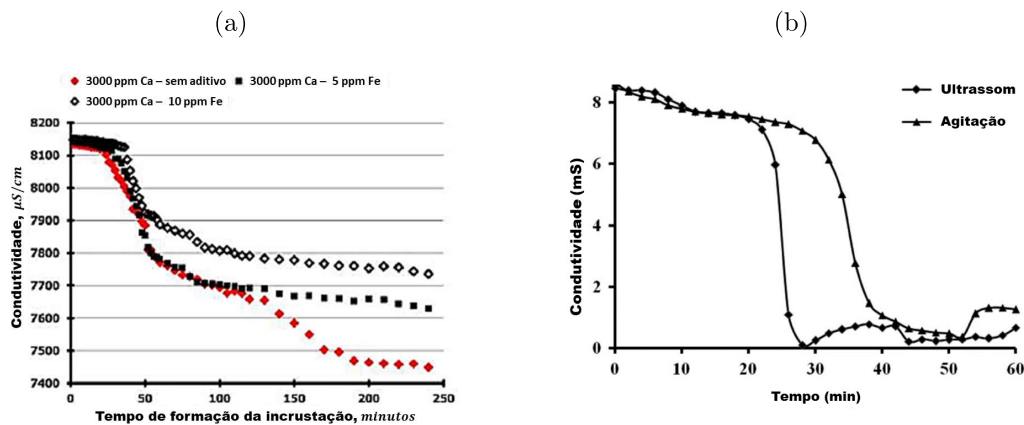 (a)
3000 ppm Ca – sem aditivo 3000 ppm Ca – 5 ppm Fe
3000 ppm Ca – 10 ppm Fe
8200
8100
8000
7900
7800
7700
7600
7500
7400
Condutividade, μS/cm
0 50 100 150 200 250
Tempo de formação da incrustação, minutos
(b)
Ultrassom
Agitação
8
6
4
2
0
Condutividade (mS)
0 10 20 30 40 50 60
Tempo (min)